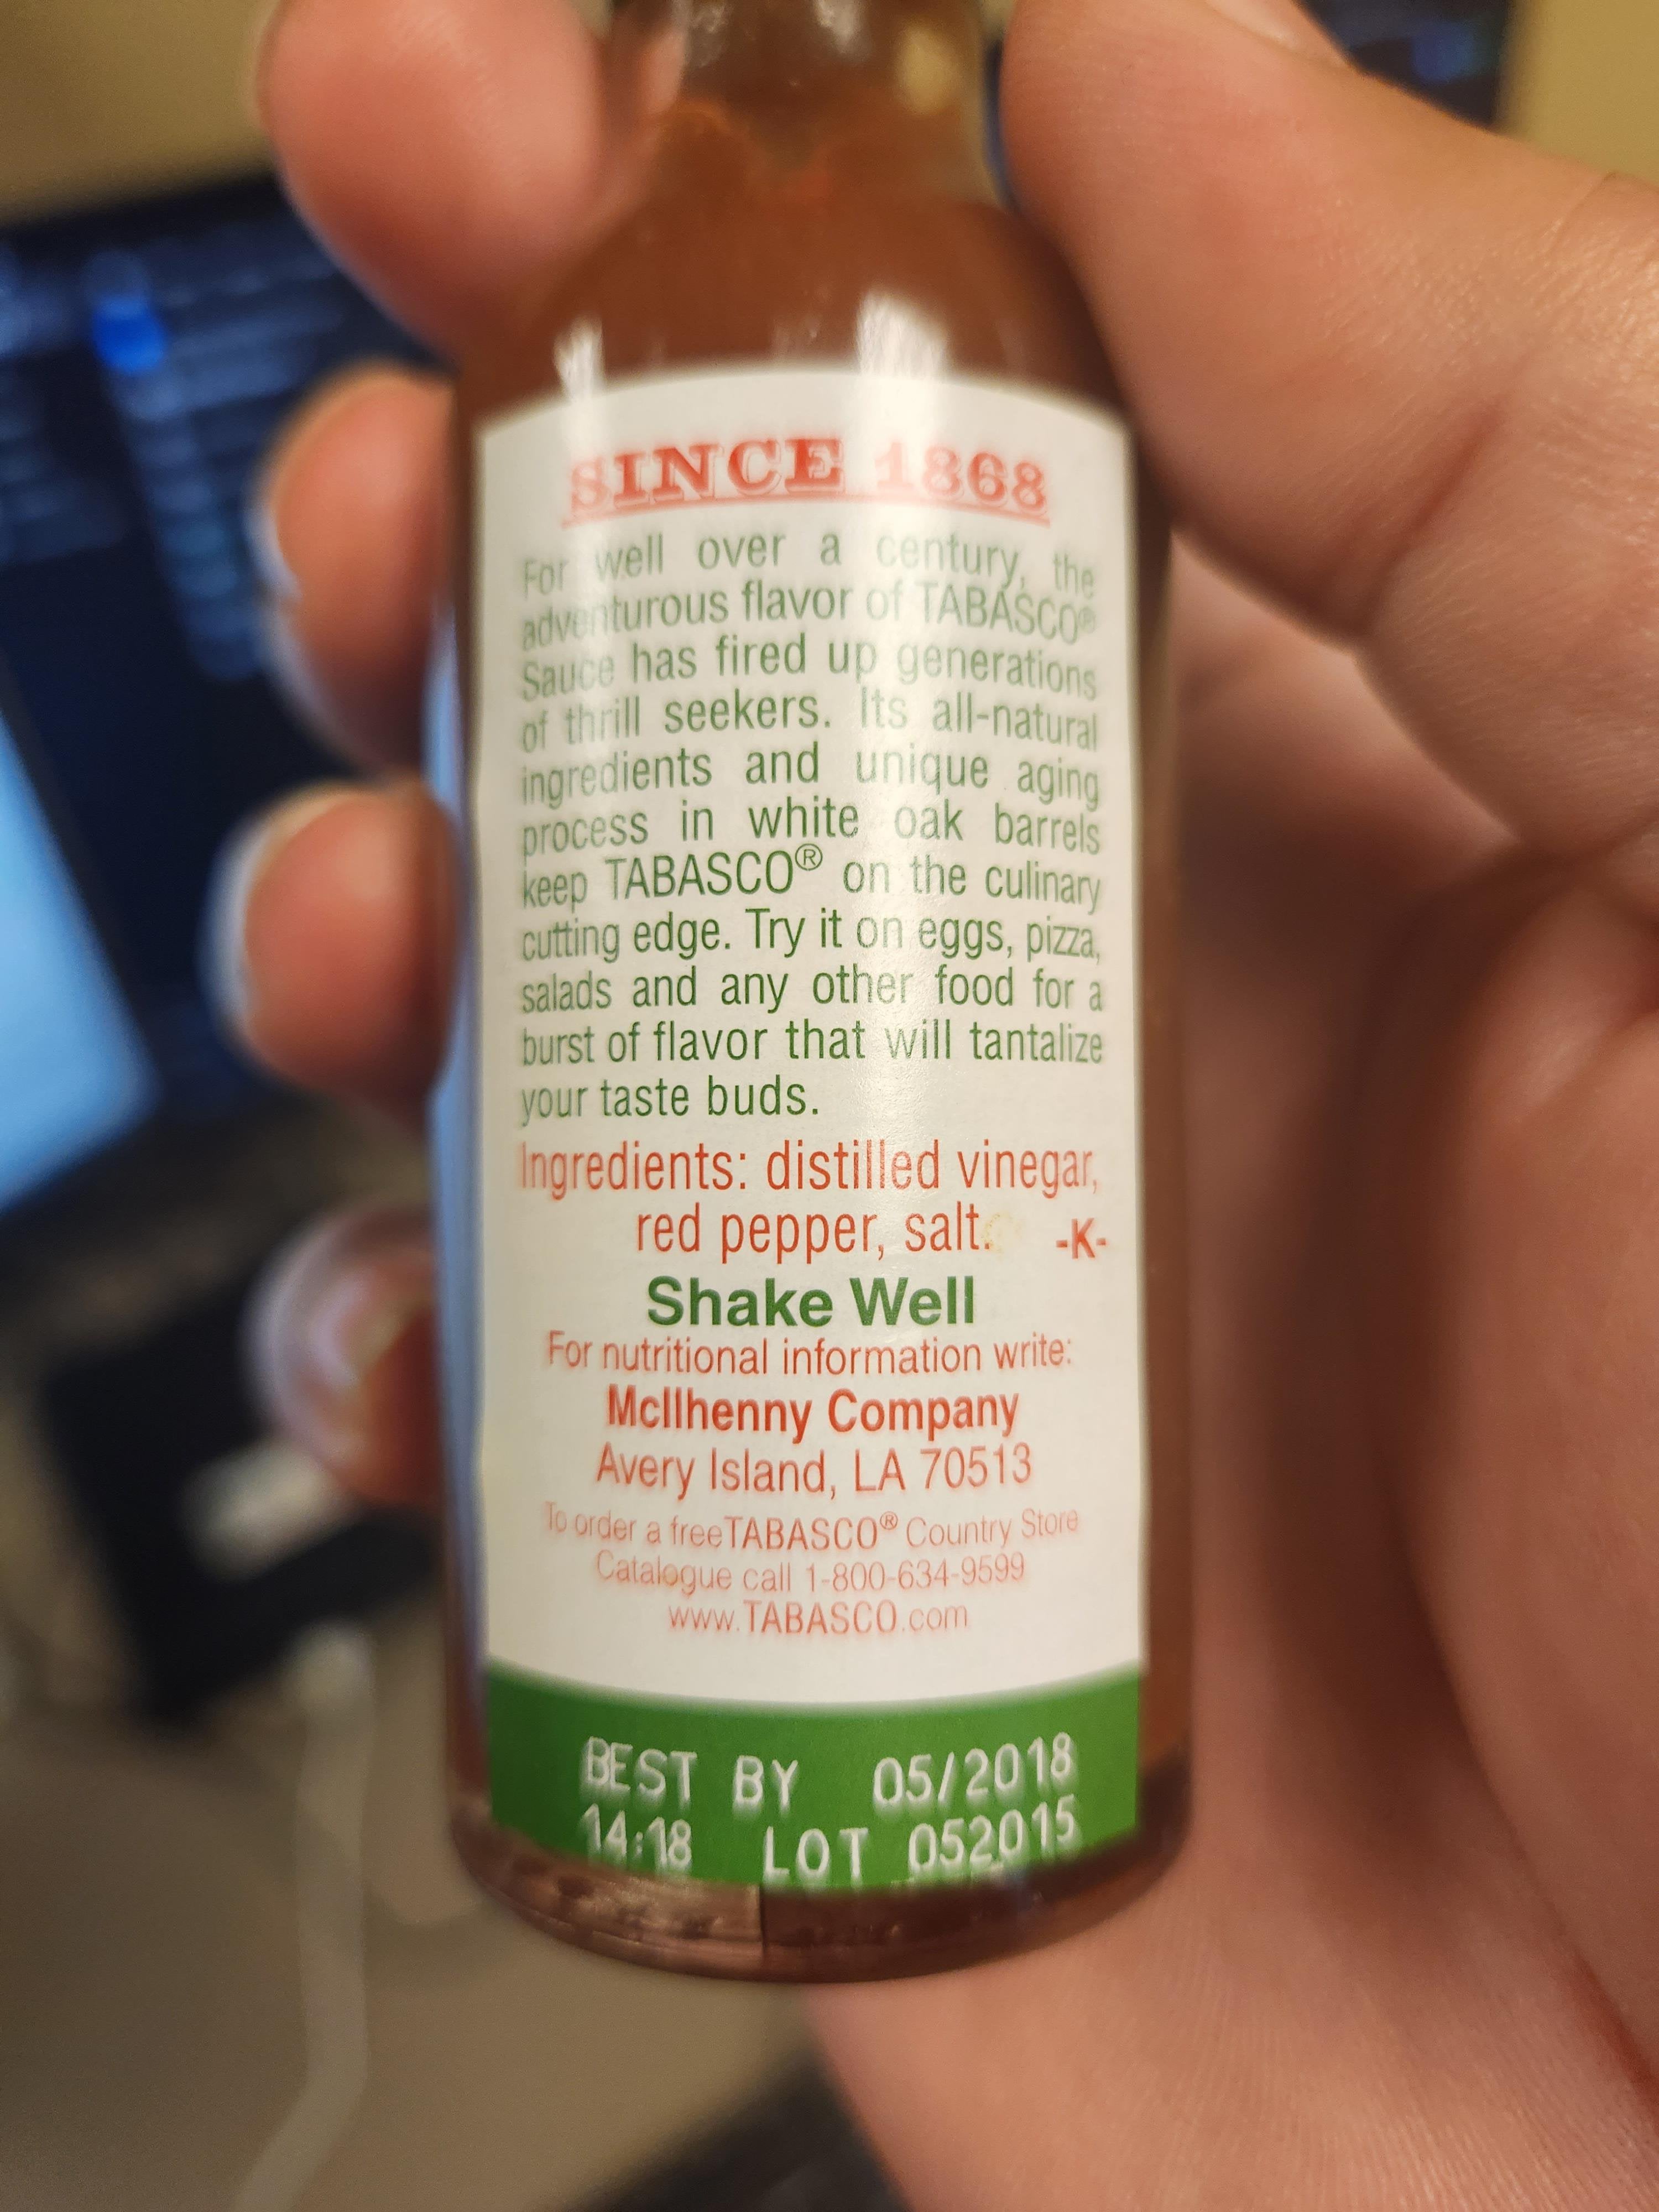 SINCE 1868
For well over a century, the
adventurous flavor of TABASCO®
Sauce has fired up generations
of thrill seekers. Its all-natural
ingredients and unique aging
process in white oak barrels
keep TABASCO® on the culinary
cutting edge. Try it on eggs, pizza,
salads and any other food for a
burst of flavor that will tantalize
your taste buds.
Ingredients: distilled vinegar,
red pepper, salt. -K-
Shake Well
For nutritional information write:
McIlhenny Company
Avery Island, LA 70513
To order a freeTABASCO® Country Store
Catalogue call 1-800-634-9599
www.TABASCO.com
BEST BY 05/2018
14:18 LOT 052015